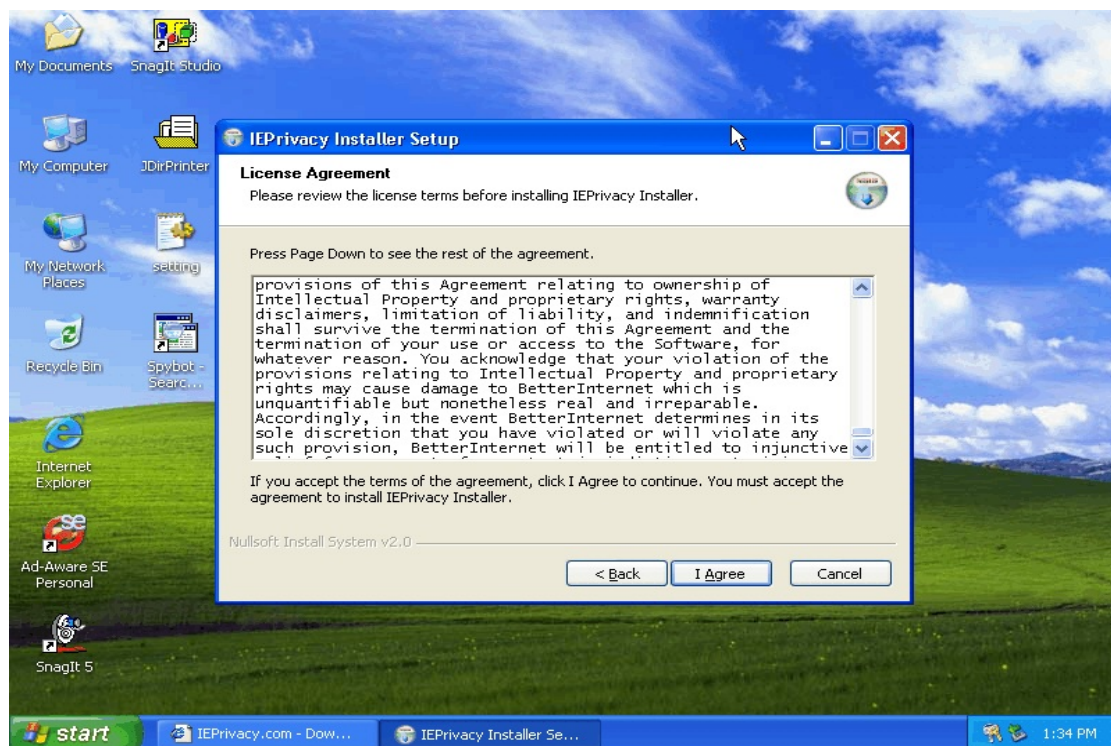 My Documents
SnagIt Studio
My Computer
JDirPrinter
My Network
Places
setting
Recycle Bin
Spybot -
Searc...
Internet
Explorer
Ad-Aware SE
Personal
SnagIt 5
IEPrivacy Installer Setup
License Agreement
Please review the license terms before installing IEPrivacy Installer.
Press Page Down to see the rest of the agreement.
provisions of this Agreement relating to ownership of
Intellectual Property and proprietary rights, warranty
disclaimers, limitation of liability, and indemnification
shall survive the termination of this Agreement and the
termination of your use or access to the Software, for
whatever reason. You acknowledge that your violation of the
provisions relating to Intellectual Property and proprietary
rights may cause damage to BetterInternet which is
unquantifiable but nonetheless real and irreparable.
Accordingly, in the event BetterInternet determines in its
sole discretion that you have violated or will violate any
such provision, BetterInternet will be entitled to injunctive
If you accept the terms of the agreement, click I Agree to continue. You must accept the
agreement to install IEPrivacy Installer.
Nullsoft Install System v2.0
< Back
I Agree
Cancel
start
IEPrivacy.com - Dow...
IEPrivacy Installer Se...
1:34 PM